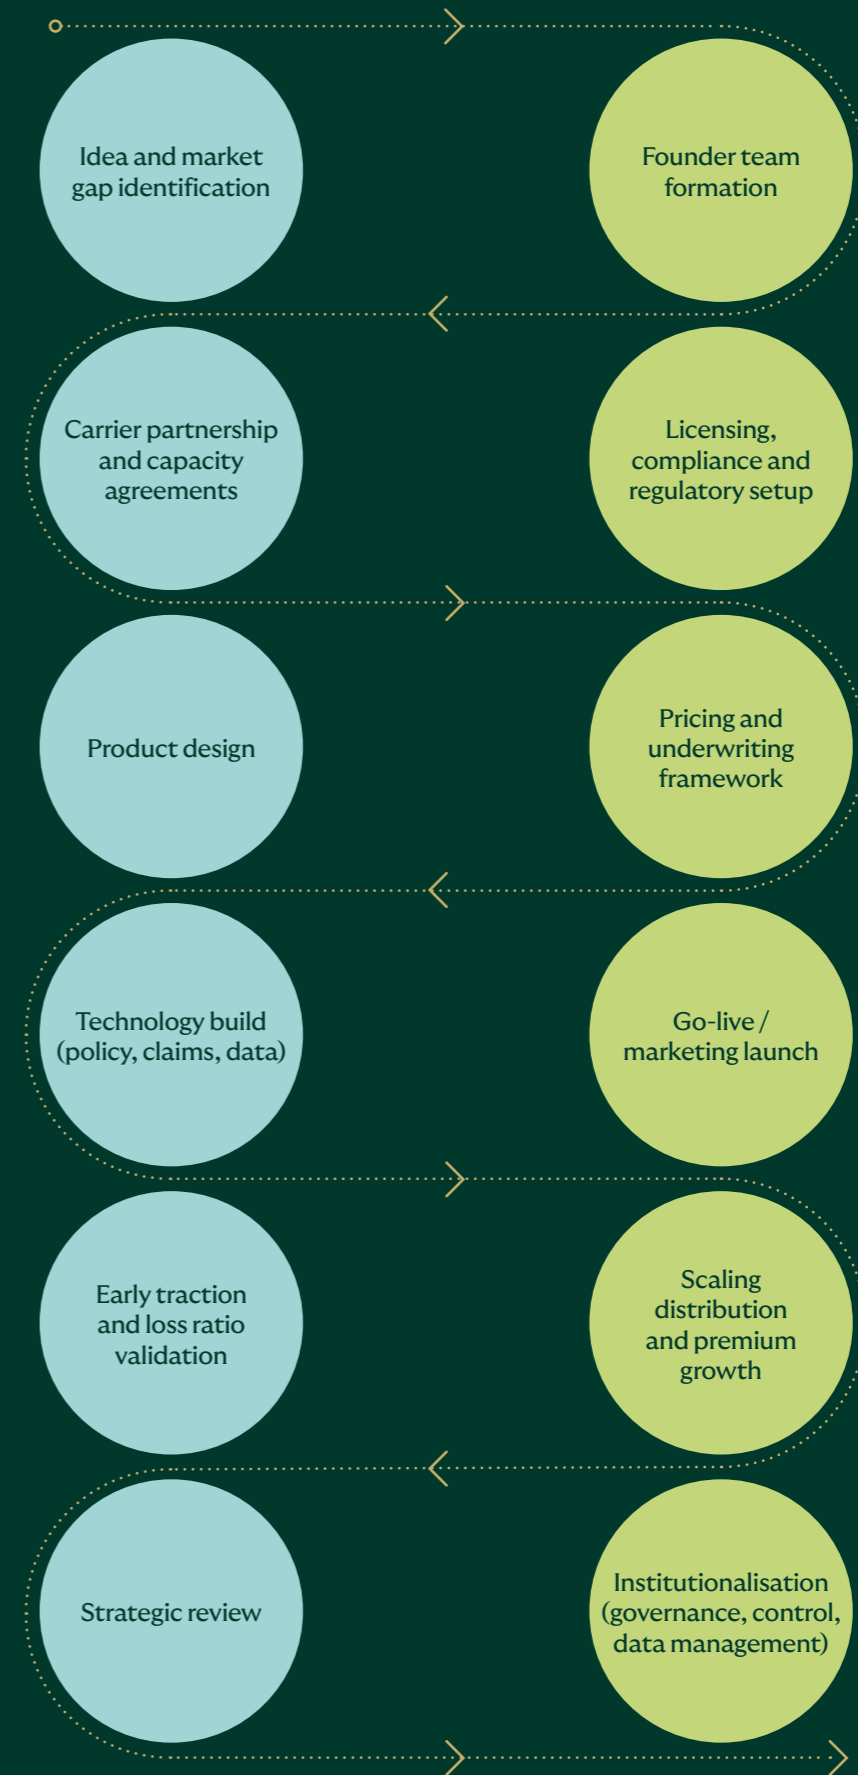 Idea and market
gap identification
Founder team
formation
Carrier partnership
and capacity
agreements
Licensing,
compliance and
regulatory setup
Product design
Pricing and
underwriting
framework
Technology build
(policy, claims, data)
Go-live /
marketing launch
Early traction
and loss ratio
validation
Scaling
distribution
and premium
growth
Strategic review
Institutionalisation
(governance, control,
data management)